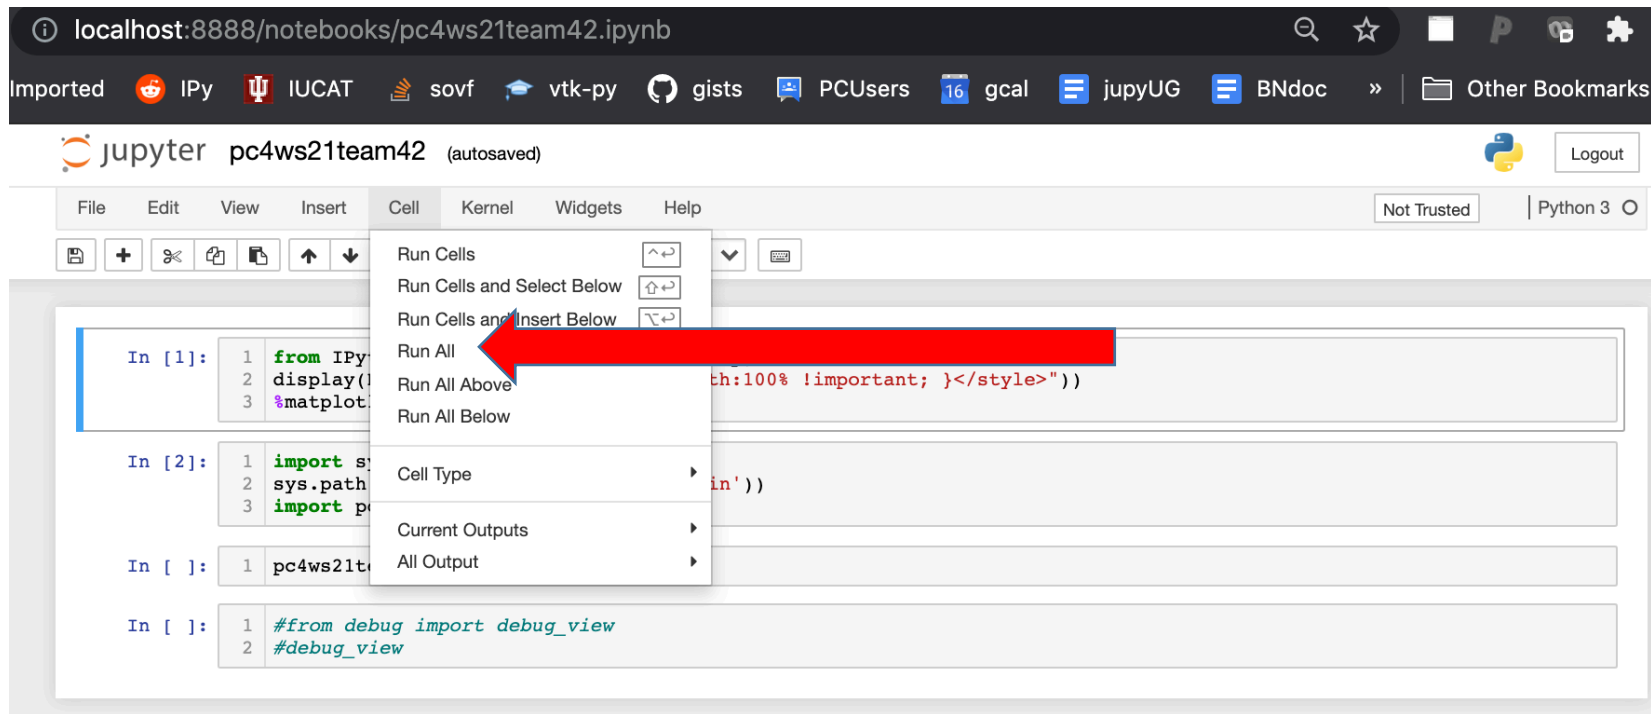 localhost:8888/notebooks/pc4ws21team42.ipynb
Imported IPy IUCAT sovf vtk-py gists PCUsers 16 gcal jupyUG BNdoc » Other Bookmarks
jupyter pc4ws21team42 (autosaved) Logout
File Edit View Insert Cell Kernel Widgets Help Not Trusted Python 3
Run Cells
Run Cells and Select Below
Run Cells and Insert Below
Run All
Run All Above
Run All Below
Cell Type
Current Outputs
All Output
In [1]: 1 from IPy
2 display( th:100% !important; }</style>"))
3 %matplotl
In [2]: 1 import sy
2 sys.path in'))
3 import po
In [ ]: 1 pc4ws21te
In [ ]: 1 #from debug import debug_view
2 #debug_view